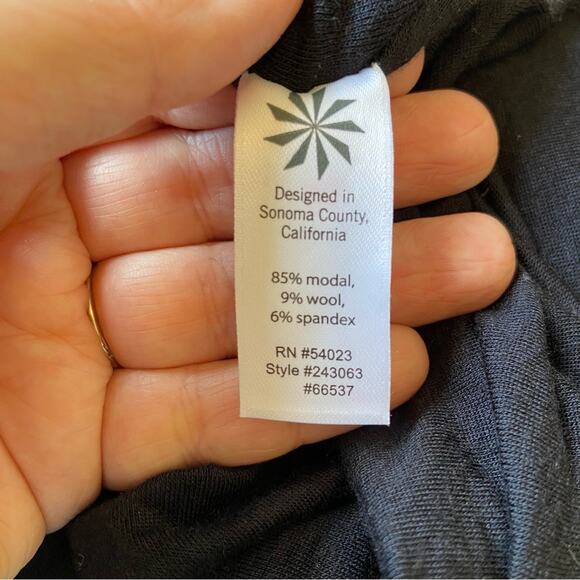 Designed in
Sonoma County,
California
85% modal,
9% wool,
6% spandex
RN #54023
Style #243063
#66537